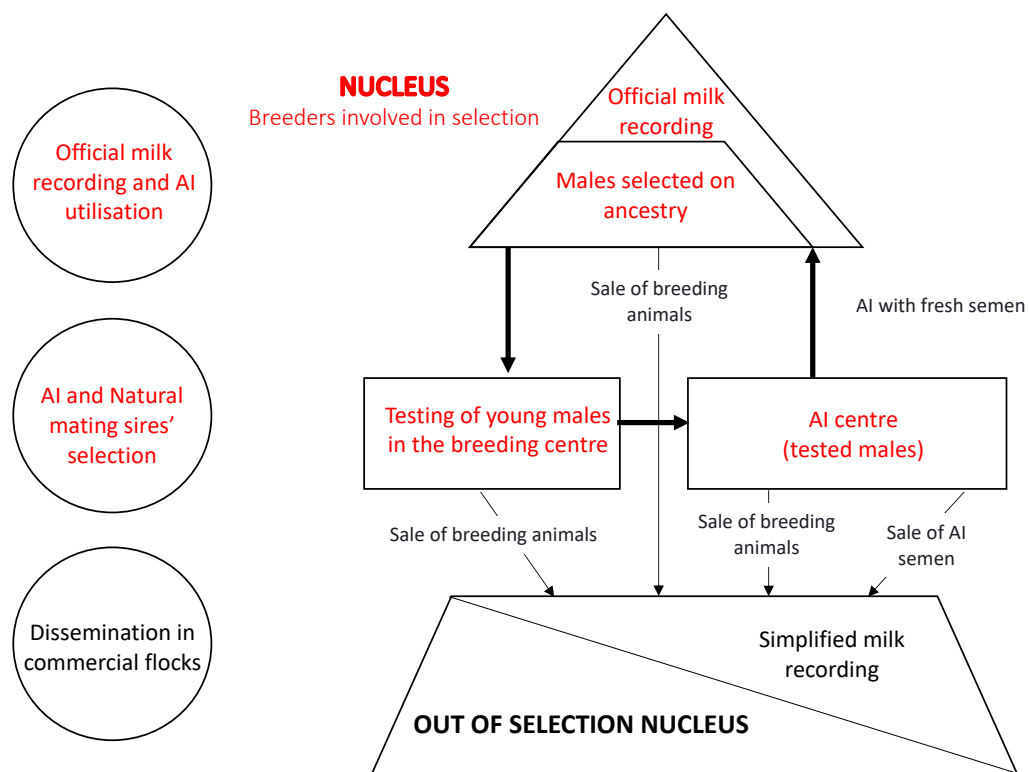 NUCLEUS
Breeders involved in selection
Official milk
recording
Males selected on
ancestry
Official milk
recording and AI
utilisation
Sale of breeding
animals
AI with fresh semen
AI and Natural
mating sires’
selection
Testing of young males
in the breeding centre
AI centre
(tested males)
Sale of breeding animals
Sale of breeding
animals
Sale of AI
semen
Dissemination in
commercial flocks
Simplified milk
recording
OUT OF SELECTION NUCLEUS